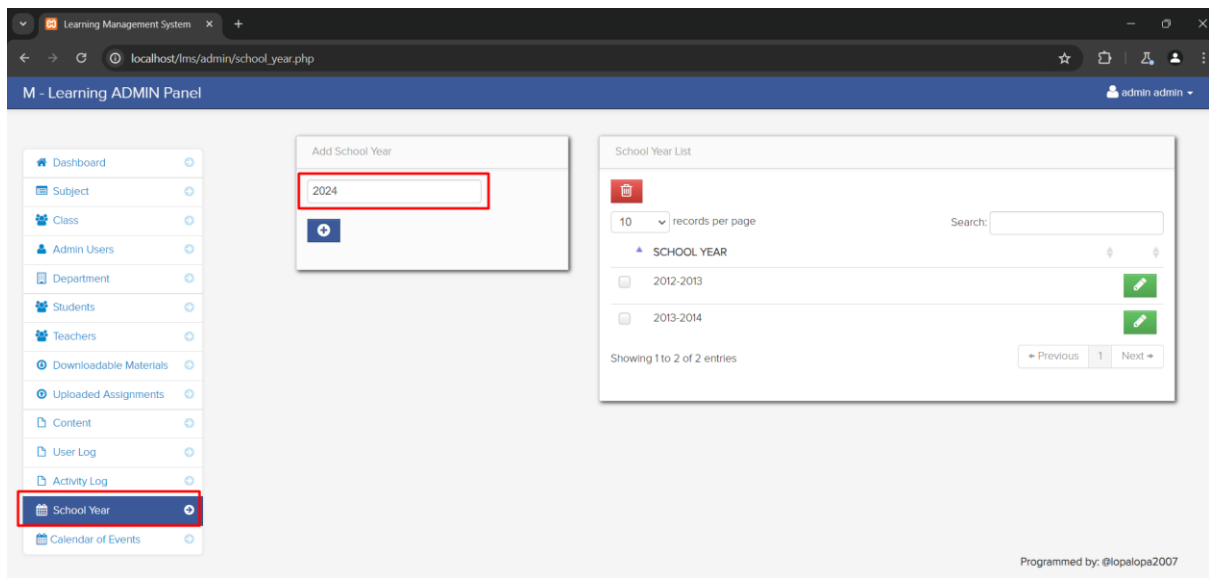 Learning Management System
localhost/lms/admin/school_year.php
M - Learning ADMIN Panel
admin admin
Dashboard
Subject
Class
Admin Users
Department
Students
Teachers
Downloadable Materials
Uploaded Assignments
Content
User Log
Activity Log
School Year
Calendar of Events
Add School Year
2024
School Year List
10 records per page
Search:
SCHOOL YEAR
2012-2013
2013-2014
Showing 1 to 2 of 2 entries
Previous 1 Next
Programmed by: @lopalopa2007